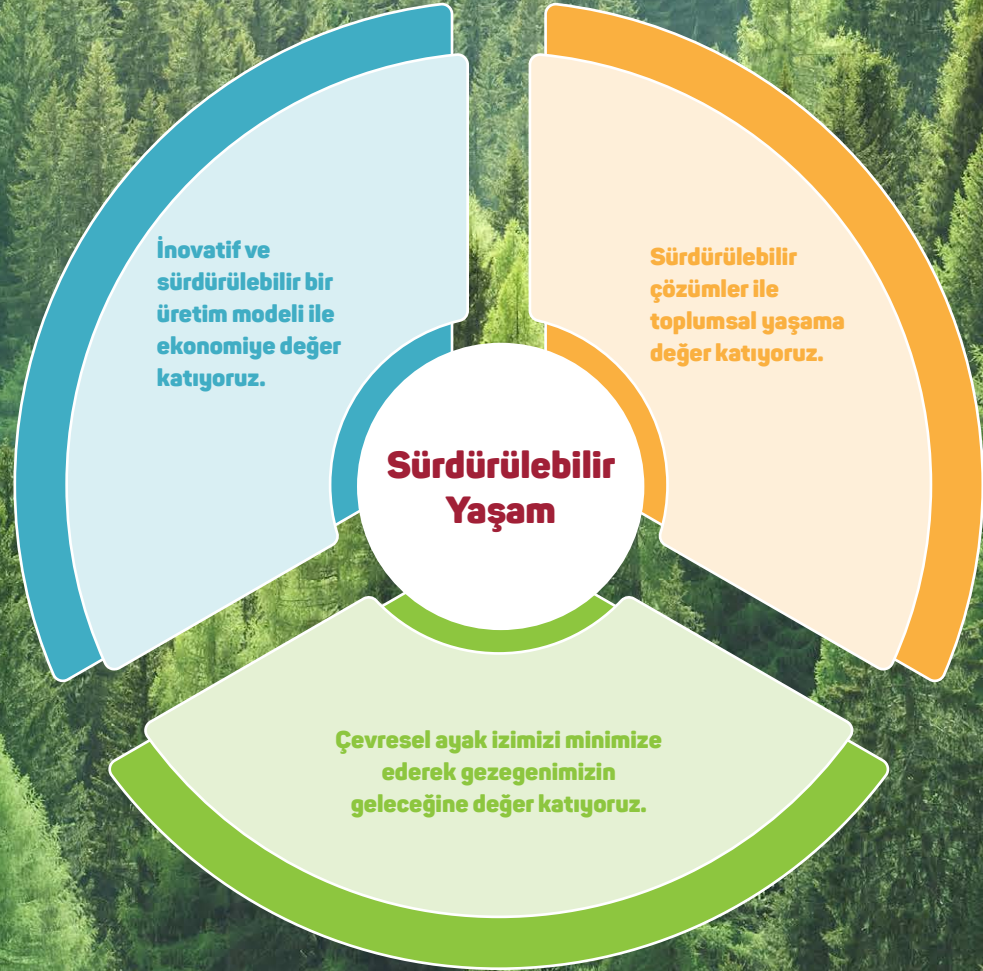 İnovatif ve
sürdürülebilir bir
üretim modeli ile
ekonomiye değer
katıyoruz.
Sürdürülebilir
çözümler ile
toplumsal yaşama
değer katıyoruz.
Sürdürülebilir
Yaşam
Çevresel ayak izimizi minimize
ederek gezegenimizin
geleceğine değer katıyoruz.